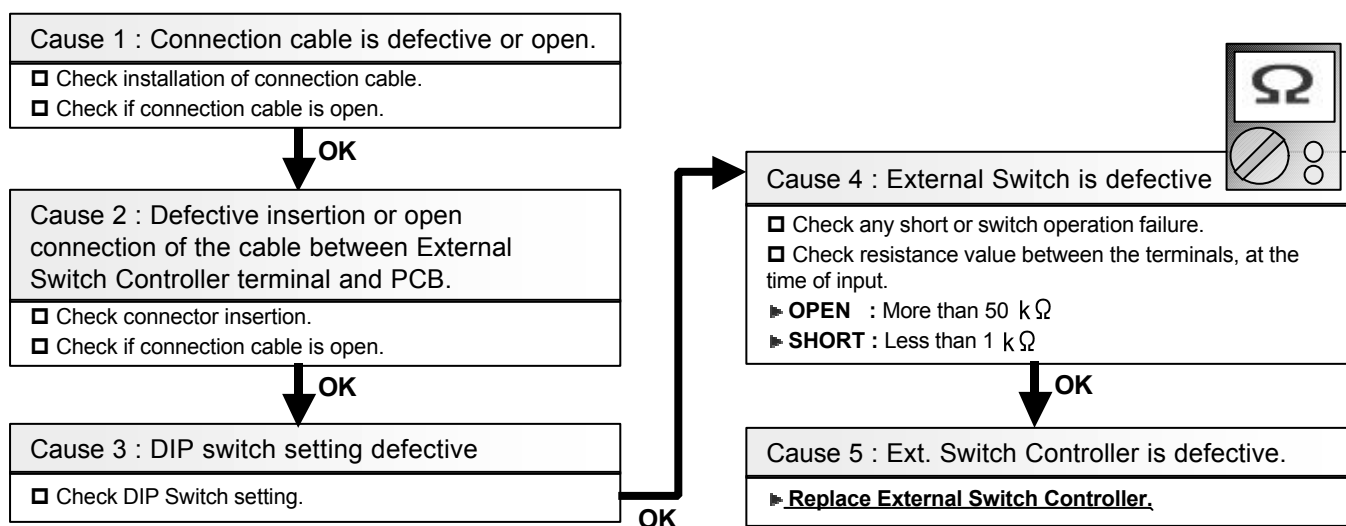 Cause 1 : Connection cable is defective or open.
☐ Check installation of connection cable.
☐ Check if connection cable is open.
OK
Cause 2 : Defective insertion or open
connection of the cable between External
Switch Controller terminal and PCB.
☐ Check connector insertion.
☐ Check if connection cable is open.
OK
Cause 3 : DIP switch setting defective
☐ Check DIP Switch setting.
OK
Ω
Cause 4 : External Switch is defective
☐ Check any short or switch operation failure.
☐ Check resistance value between the terminals, at the
time of input.
► OPEN : More than 50 kΩ
► SHORT : Less than 1 kΩ
OK
Cause 5 : Ext. Switch Controller is defective.
► Replace External Switch Controller.